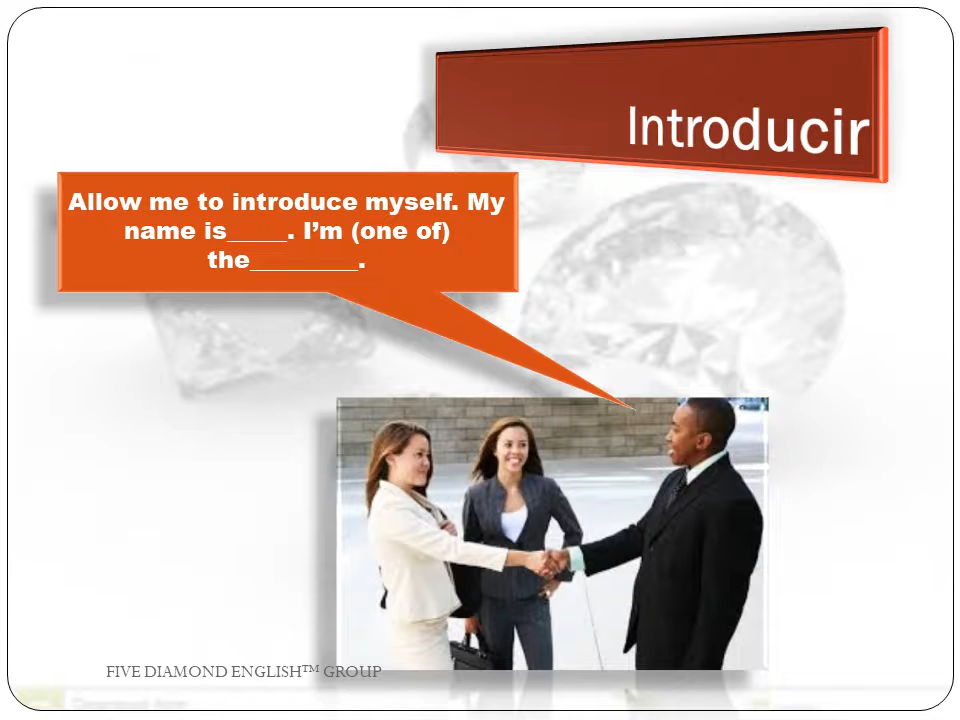 Introducir
Allow me to introduce myself. My
name is_____. I’m (one of)
the_________.
FIVE DIAMOND ENGLISH™ GROUP